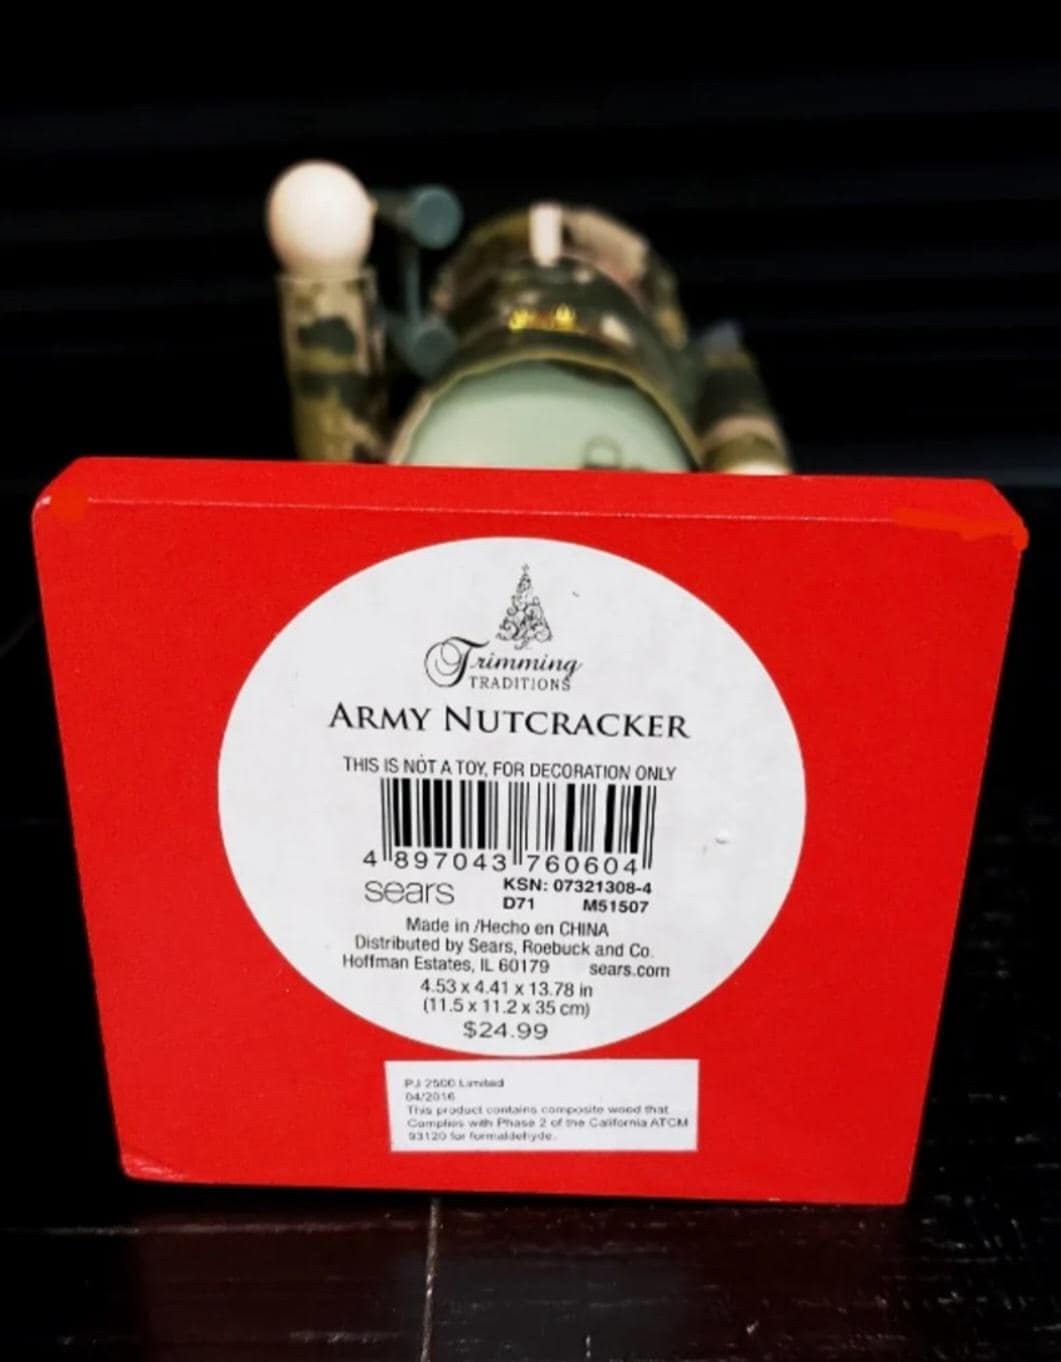 Trimming
TRADITIONS
ARMY NUTCRACKER
THIS IS NOT A TOY, FOR DECORATION ONLY
4 897043 760604
sears KSN: 07321308-4
D71 M51507
Made in /Hecho en CHINA
Distributed by Sears, Roebuck and Co.
Hoffman Estates, IL 60179 sears.com
4.53 x 4.41 x 13.78 in
(11.5 x 11.2 x 35 cm)
$24.99
PJ 2500 Limited
04/2016
This product contains composite wood that
Complies with Phase 2 of the California ATCM
93120 for formaldehyde.